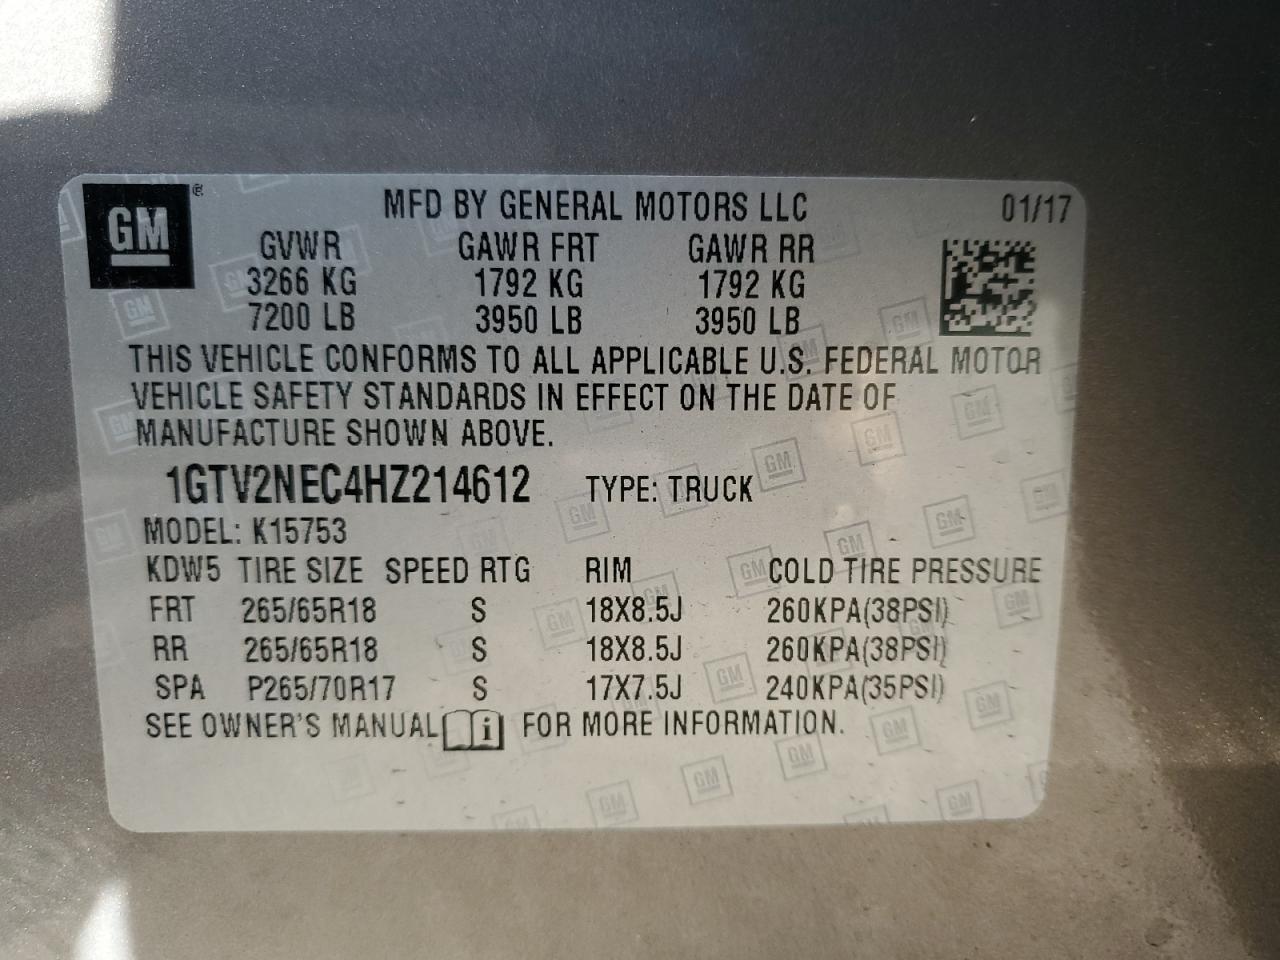 GM ® MFD BY GENERAL MOTORS LLC 01/17
GVWR GAWR FRT GAWR RR
3266 KG 1792 KG 1792 KG
7200 LB 3950 LB 3950 LB
THIS VEHICLE CONFORMS TO ALL APPLICABLE U.S. FEDERAL MOTOR
VEHICLE SAFETY STANDARDS IN EFFECT ON THE DATE OF
MANUFACTURE SHOWN ABOVE.
1GTV2NEC4HZ214612 TYPE: TRUCK
MODEL: K15753
KDW5 TIRE SIZE SPEED RTG RIM COLD TIRE PRESSURE
FRT 265/65R18 S 18X8.5J 260KPA(38PSI)
RR 265/65R18 S 18X8.5J 260KPA(38PSI)
SPA P265/70R17 S 17X7.5J 240KPA(35PSI)
SEE OWNER'S MANUAL i FOR MORE INFORMATION.